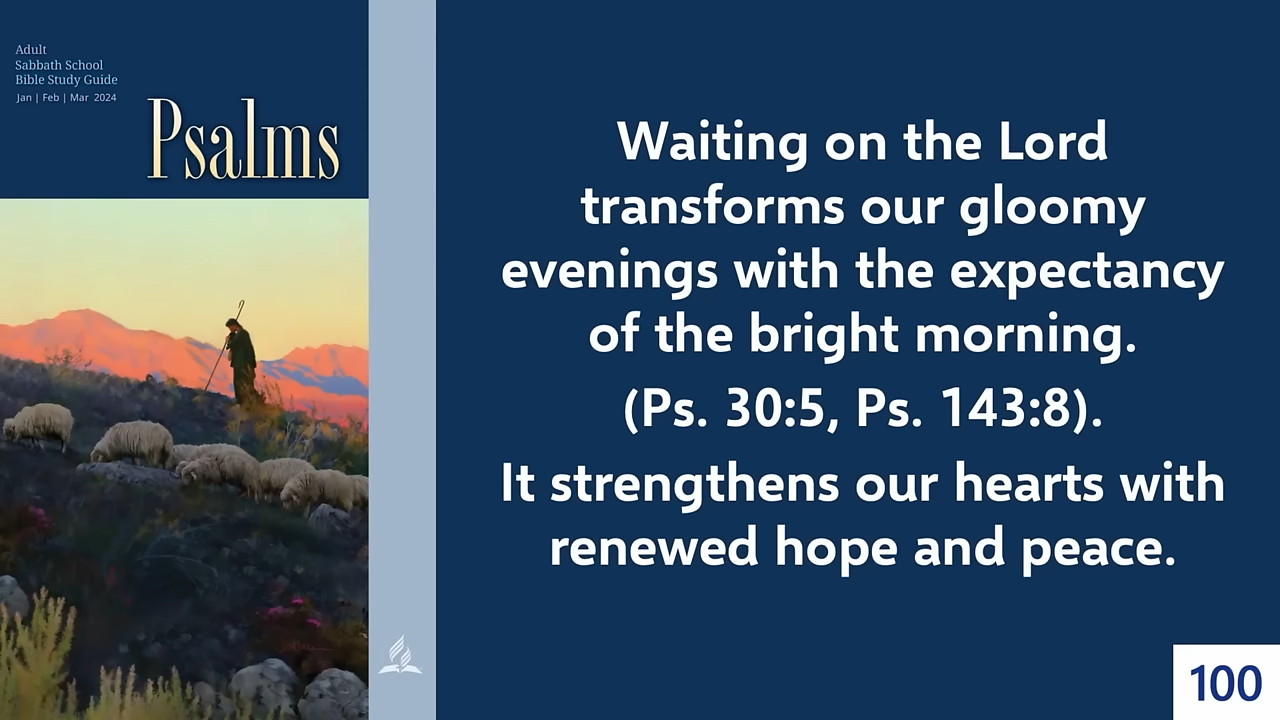 Adult
Sabbath School
Bible Study Guide
Jan | Feb | Mar 2024
Psalms
Waiting on the Lord
transforms our gloomy
evenings with the expectancy
of the bright morning.
(Ps. 30:5, Ps. 143:8).
It strengthens our hearts with
renewed hope and peace.
100